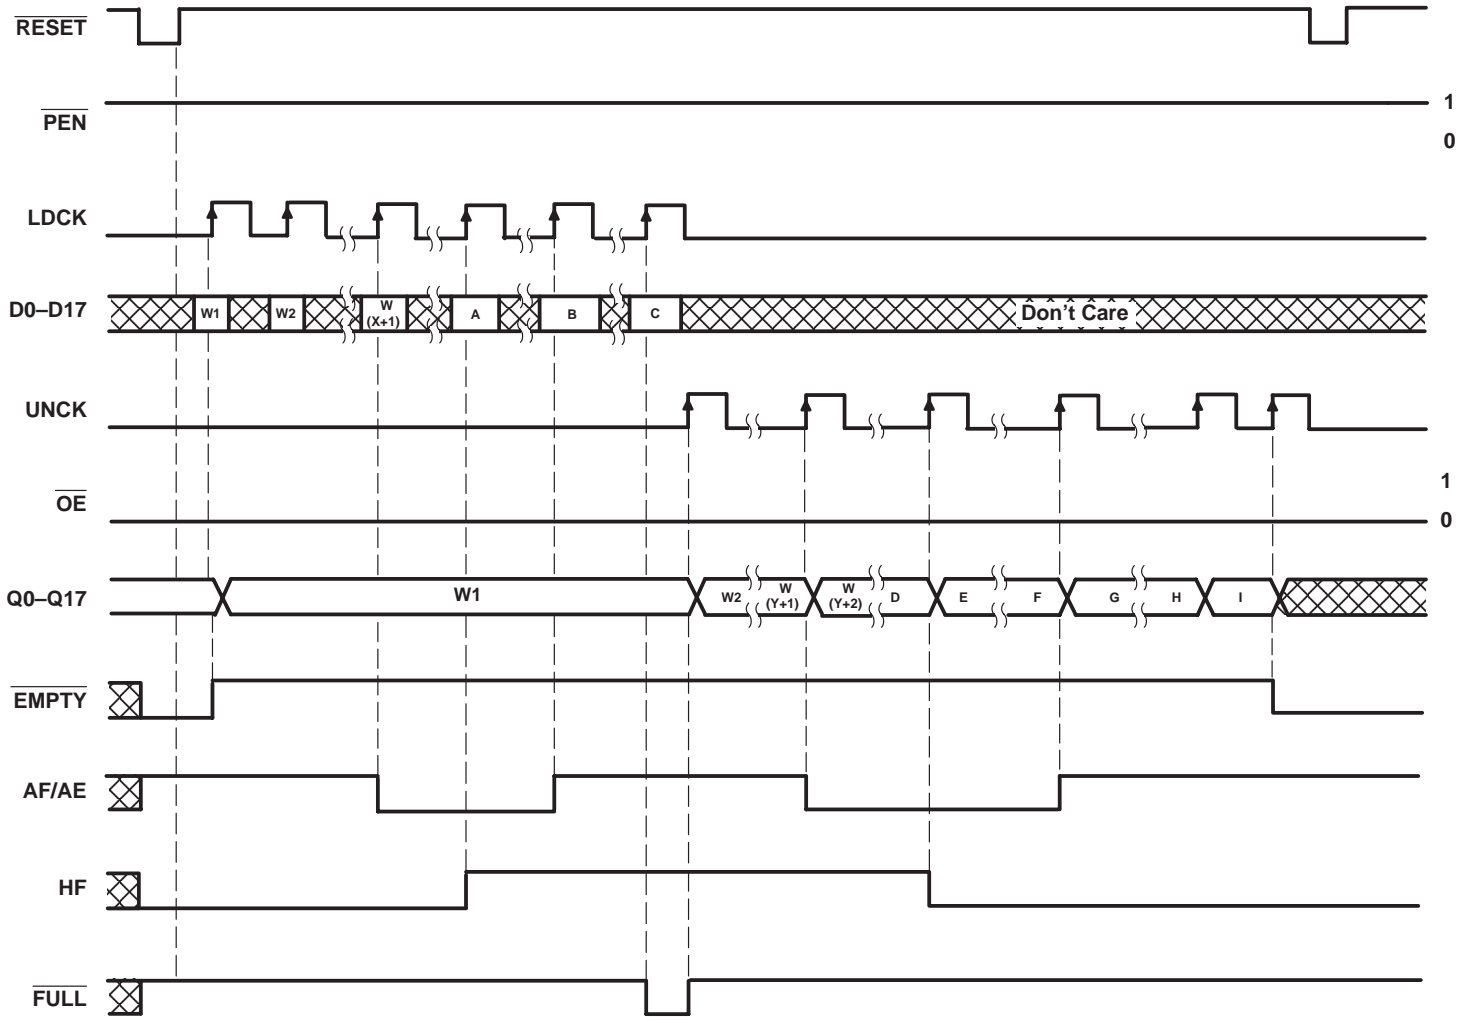 RESET
PEN
1
0
LDCK
D0–D17
W1
W2
W
(X+1)
A
B
C
Don't Care
UNCK
OE
1
0
Q0–Q17
W1
W2
W
(Y+1)
W
(Y+2)
D
E
F
G
H
I
EMPTY
AF/AE
HF
FULL